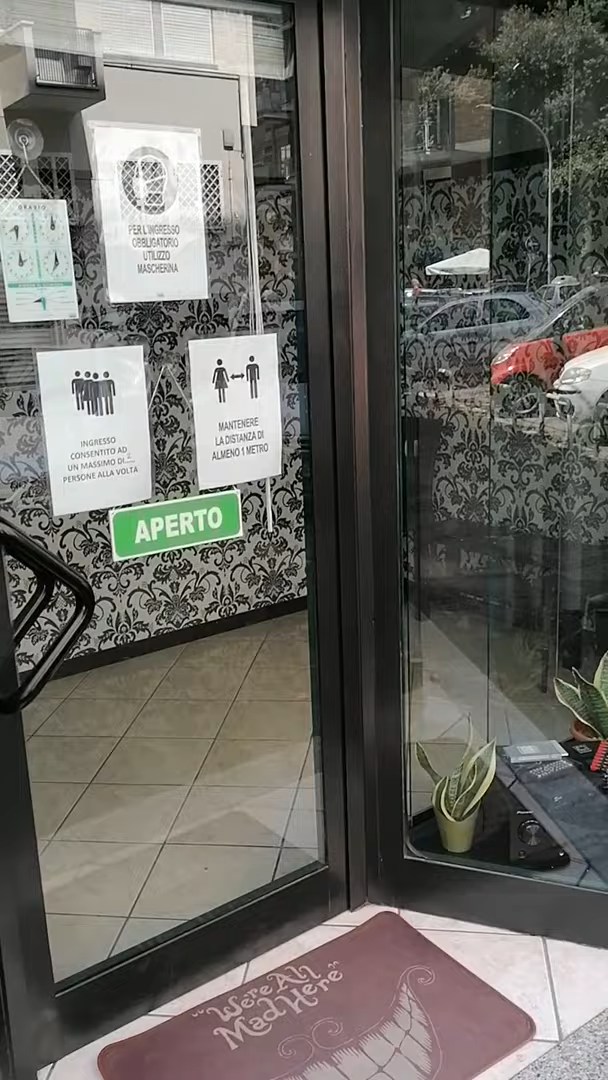 ORARIO
PER L'INGRESSO
OBBLIGATORIO
UTILIZZO
MASCHERINA
INGRESSO
CONSENTITO AD
UN MASSIMO DI
PERSONE ALLA VOLTA
MANTENERE
LA DISTANZA DI
ALMENO 1 METRO
APERTO
"We're All
Mad Here"